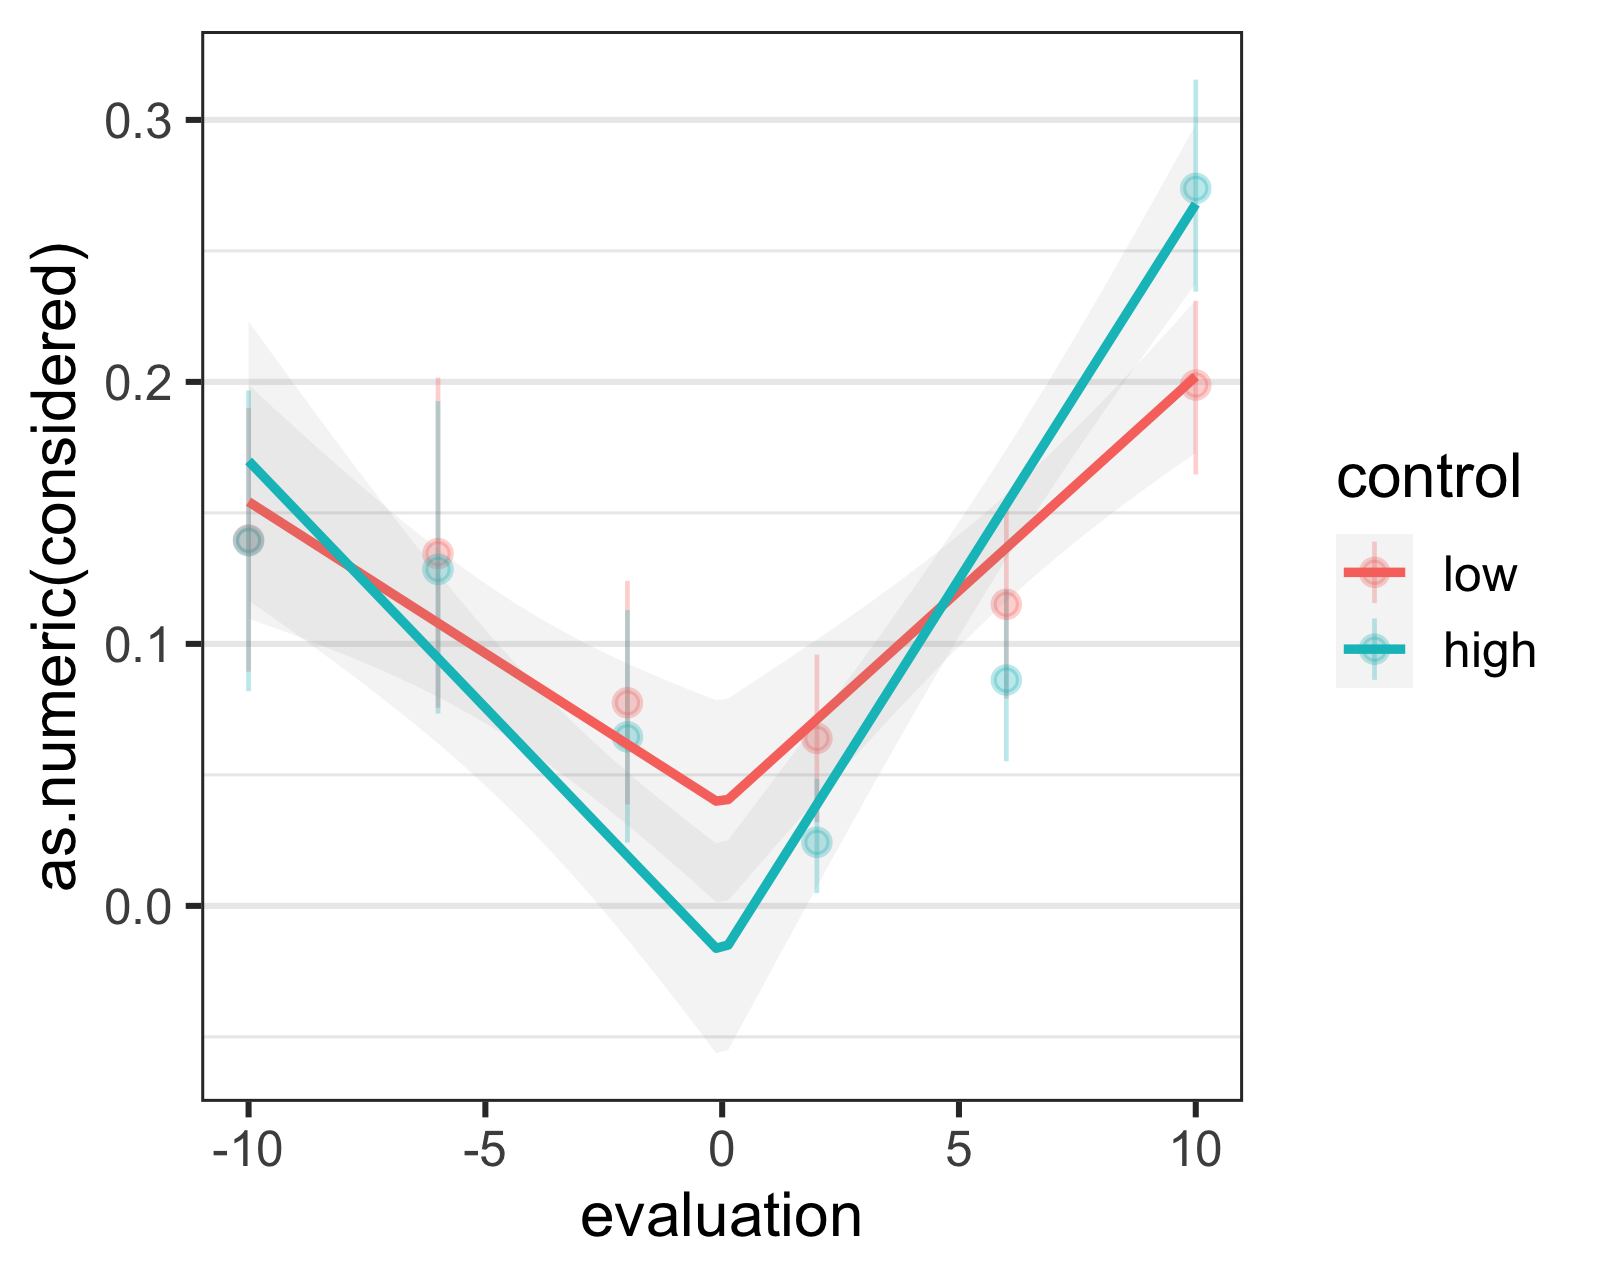 0.3
0.2
0.1
0.0
as.numeric(considered)
-10
-5
0
5
10
evaluation
control
low
high